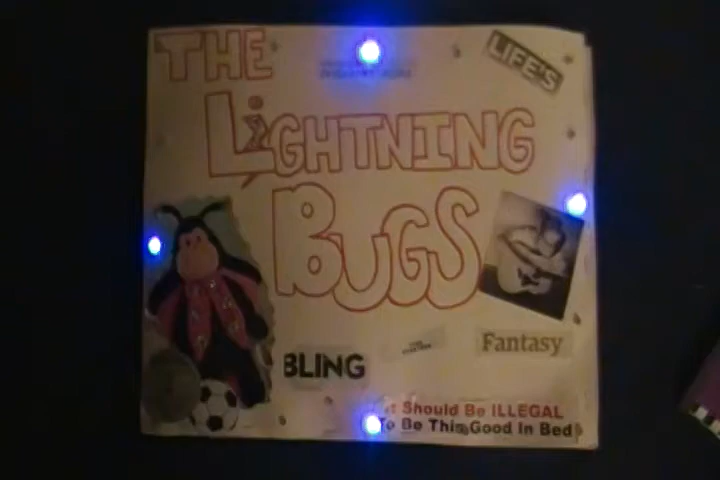 THE
LIFE'S
LiGHTNING
BUGS
Fantasy
BLING
It Should Be ILLEGAL
To Be This Good In Bed